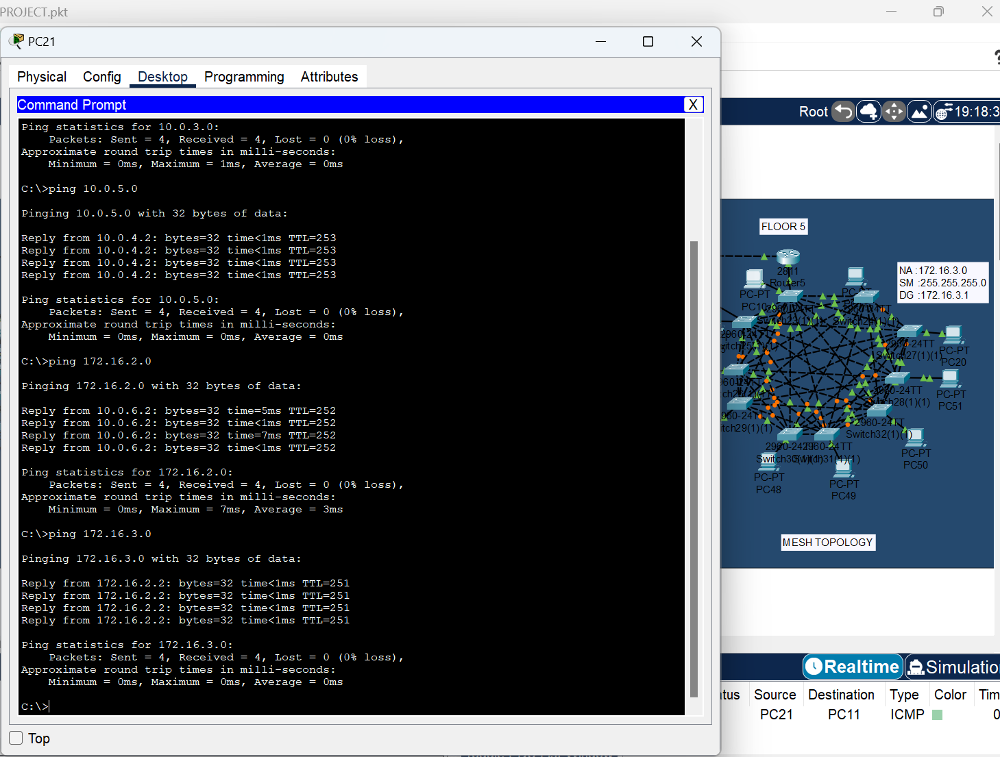 PROJECT.pkt
PC21
Physical Config Desktop Programming Attributes
Command Prompt X
Ping statistics for 10.0.3.0:
Packets: Sent = 4, Received = 4, Lost = 0 (0% loss),
Approximate round trip times in milli-seconds:
Minimum = 0ms, Maximum = 1ms, Average = 0ms
C:\>ping 10.0.5.0
Pinging 10.0.5.0 with 32 bytes of data:
Reply from 10.0.4.2: bytes=32 time<1ms TTL=253
Reply from 10.0.4.2: bytes=32 time<1ms TTL=253
Reply from 10.0.4.2: bytes=32 time<1ms TTL=253
Reply from 10.0.4.2: bytes=32 time<1ms TTL=253
Ping statistics for 10.0.5.0:
Packets: Sent = 4, Received = 4, Lost = 0 (0% loss),
Approximate round trip times in milli-seconds:
Minimum = 0ms, Maximum = 0ms, Average = 0ms
C:\>ping 172.16.2.0
Pinging 172.16.2.0 with 32 bytes of data:
Reply from 10.0.6.2: bytes=32 time=5ms TTL=252
Reply from 10.0.6.2: bytes=32 time<1ms TTL=252
Reply from 10.0.6.2: bytes=32 time=7ms TTL=252
Reply from 10.0.6.2: bytes=32 time<1ms TTL=252
Ping statistics for 172.16.2.0:
Packets: Sent = 4, Received = 4, Lost = 0 (0% loss),
Approximate round trip times in milli-seconds:
Minimum = 0ms, Maximum = 7ms, Average = 3ms
C:\>ping 172.16.3.0
Pinging 172.16.3.0 with 32 bytes of data:
Reply from 172.16.2.2: bytes=32 time<1ms TTL=251
Reply from 172.16.2.2: bytes=32 time<1ms TTL=251
Reply from 172.16.2.2: bytes=32 time<1ms TTL=251
Reply from 172.16.2.2: bytes=32 time<1ms TTL=251
Ping statistics for 172.16.3.0:
Packets: Sent = 4, Received = 4, Lost = 0 (0% loss),
Approximate round trip times in milli-seconds:
Minimum = 0ms, Maximum = 0ms, Average = 0ms
C:\>
Top
?
Root 19:18:3
FLOOR 5
NA :172.16.3.0
SM :255.255.255.0
DG :172.16.3.1
2811
Router5
PC-PT
2960-24TT
Switch27(1)(1)
PC-PT
PC20
2960-24TT
Switch28(1)(1)
PC-PT
PC51
2960-24TT
Switch32(1)(1)
PC-PT
PC50
2960-24TT
PC-PT
PC48
PC-PT
PC49
MESH TOPOLOGY
Realtime Simulation
tus Source Destination Type Color Tim
PC21 PC11 ICMP 0